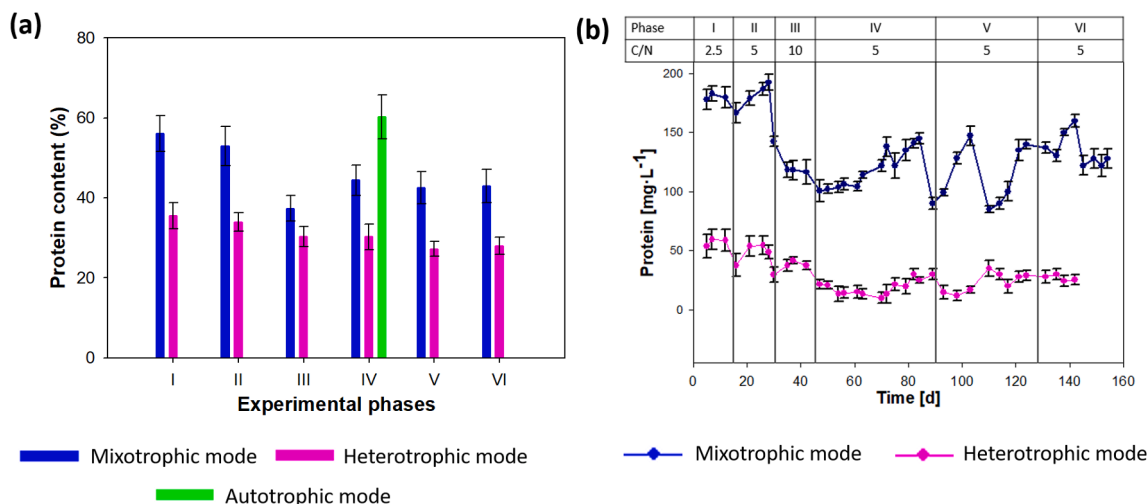 (a)
80
60
40
20
0
Protein content (%)
I II III IV V VI
Experimental phases
Mixotrophic mode Heterotrophic mode
Autotrophic mode
(b)
Phase I II III IV V VI
C/N 2.5 5 10 5 5 5
200
150
100
50
0
Protein [mg·L-1]
0 20 40 60 80 100 120 140 160
Time [d]
Mixotrophic mode Heterotrophic mode